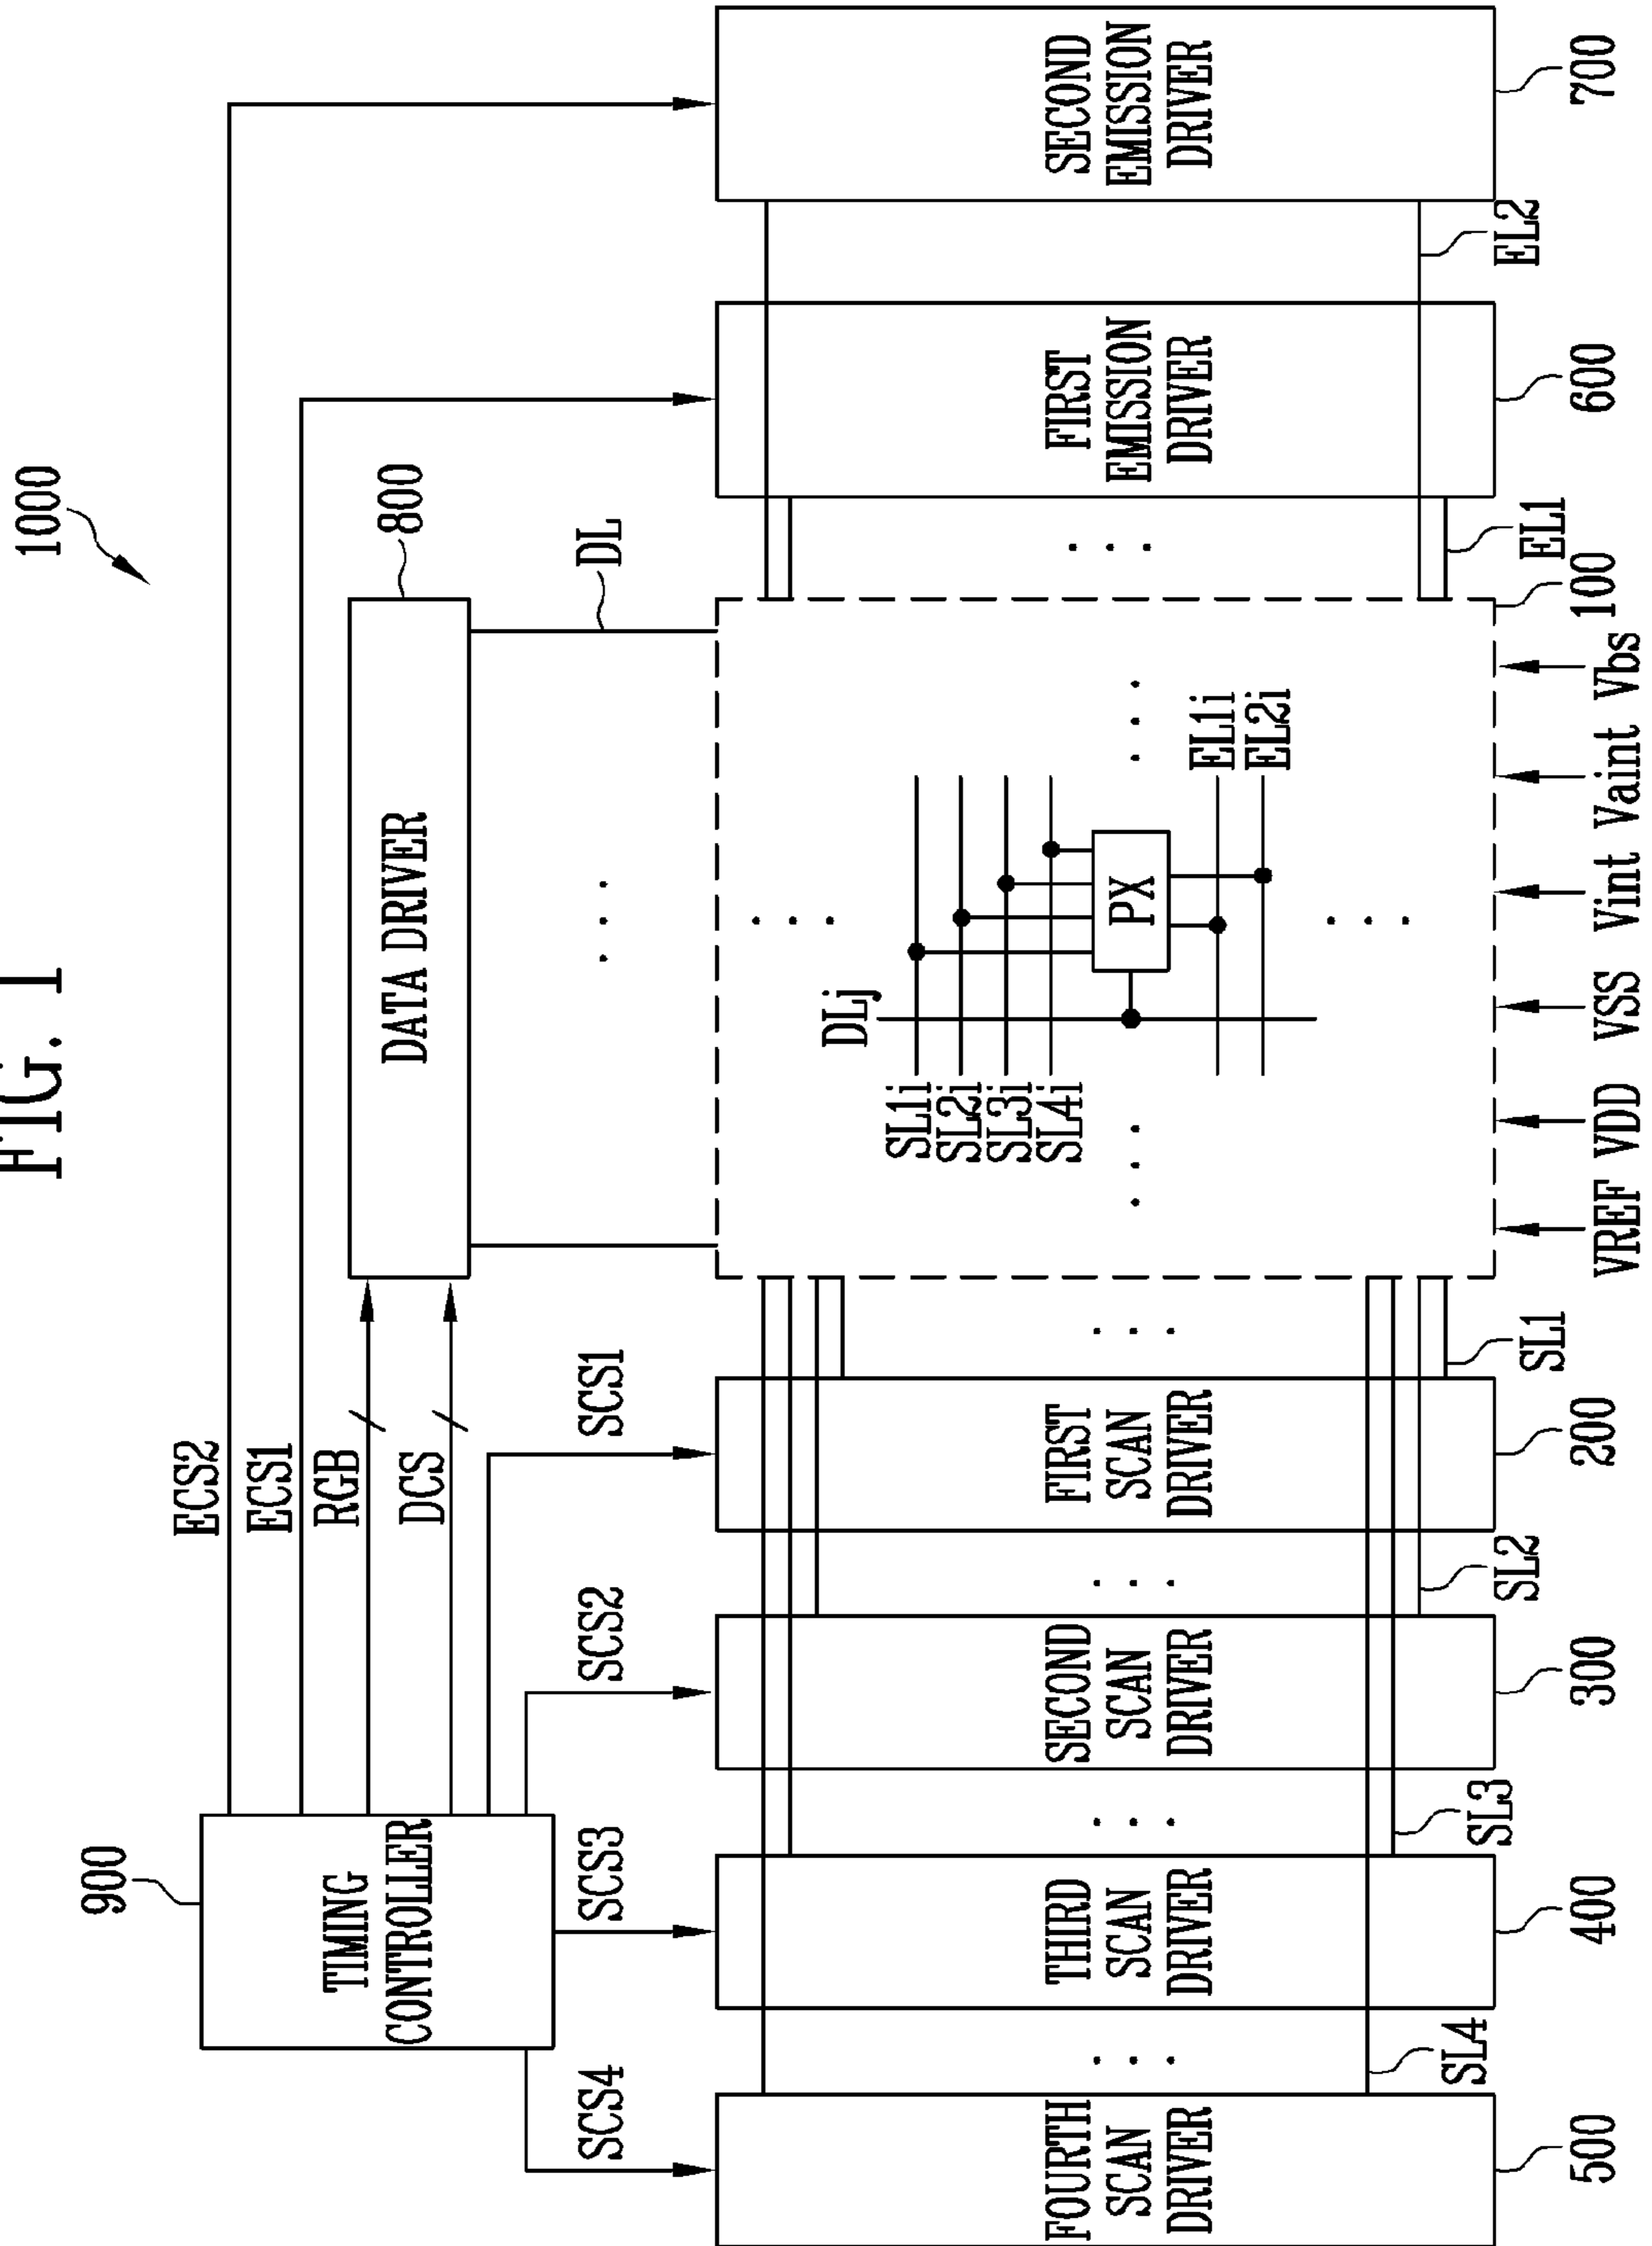 FIG. 1
1000
900
TIMING
CONTROLLER
ECS2
ECS1
RGB
DCS
DATA DRIVER
800
SCS4
SCS3
SCS2
SCS1
DL
FOURTH
SCAN
DRIVER
THIRD
SCAN
DRIVER
SECOND
SCAN
DRIVER
FIRST
SCAN
DRIVER
DLj
SL1i
SL2i
SL3i
SL4i
PX
EL1i
EL2i
FIRST
EMISSION
DRIVER
SECOND
EMISSION
DRIVER
SL4
SL3
SL2
SL1
EL1
EL2
500
400
300
200
100
600
700
VREF VDD VSS Vint Vaint Vbs